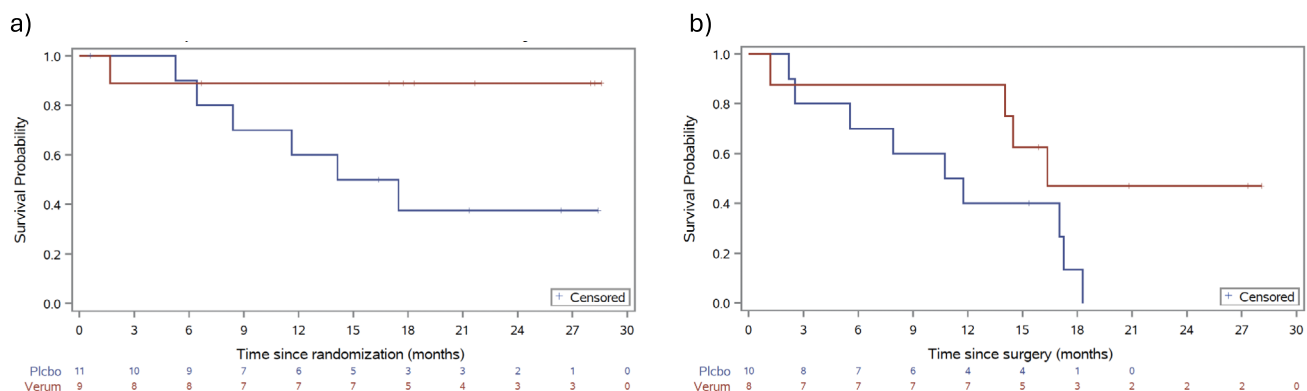 a)
1.0
0.8
0.6
0.4
0.2
0.0
Survival Probability
+ Censored
0 3 6 9 12 15 18 21 24 27 30
Time since randomization (months)
Plcbo 11 10 9 7 6 5 3 3 2 1 0
Verum 9 8 8 7 7 7 5 4 3 3 0
b)
1.0
0.8
0.6
0.4
0.2
0.0
Survival Probability
+ Censored
0 3 6 9 12 15 18 21 24 27 30
Time since surgery (months)
Plcbo 10 8 7 6 4 4 1 0
Verum 8 7 7 7 7 5 3 2 2 2 0